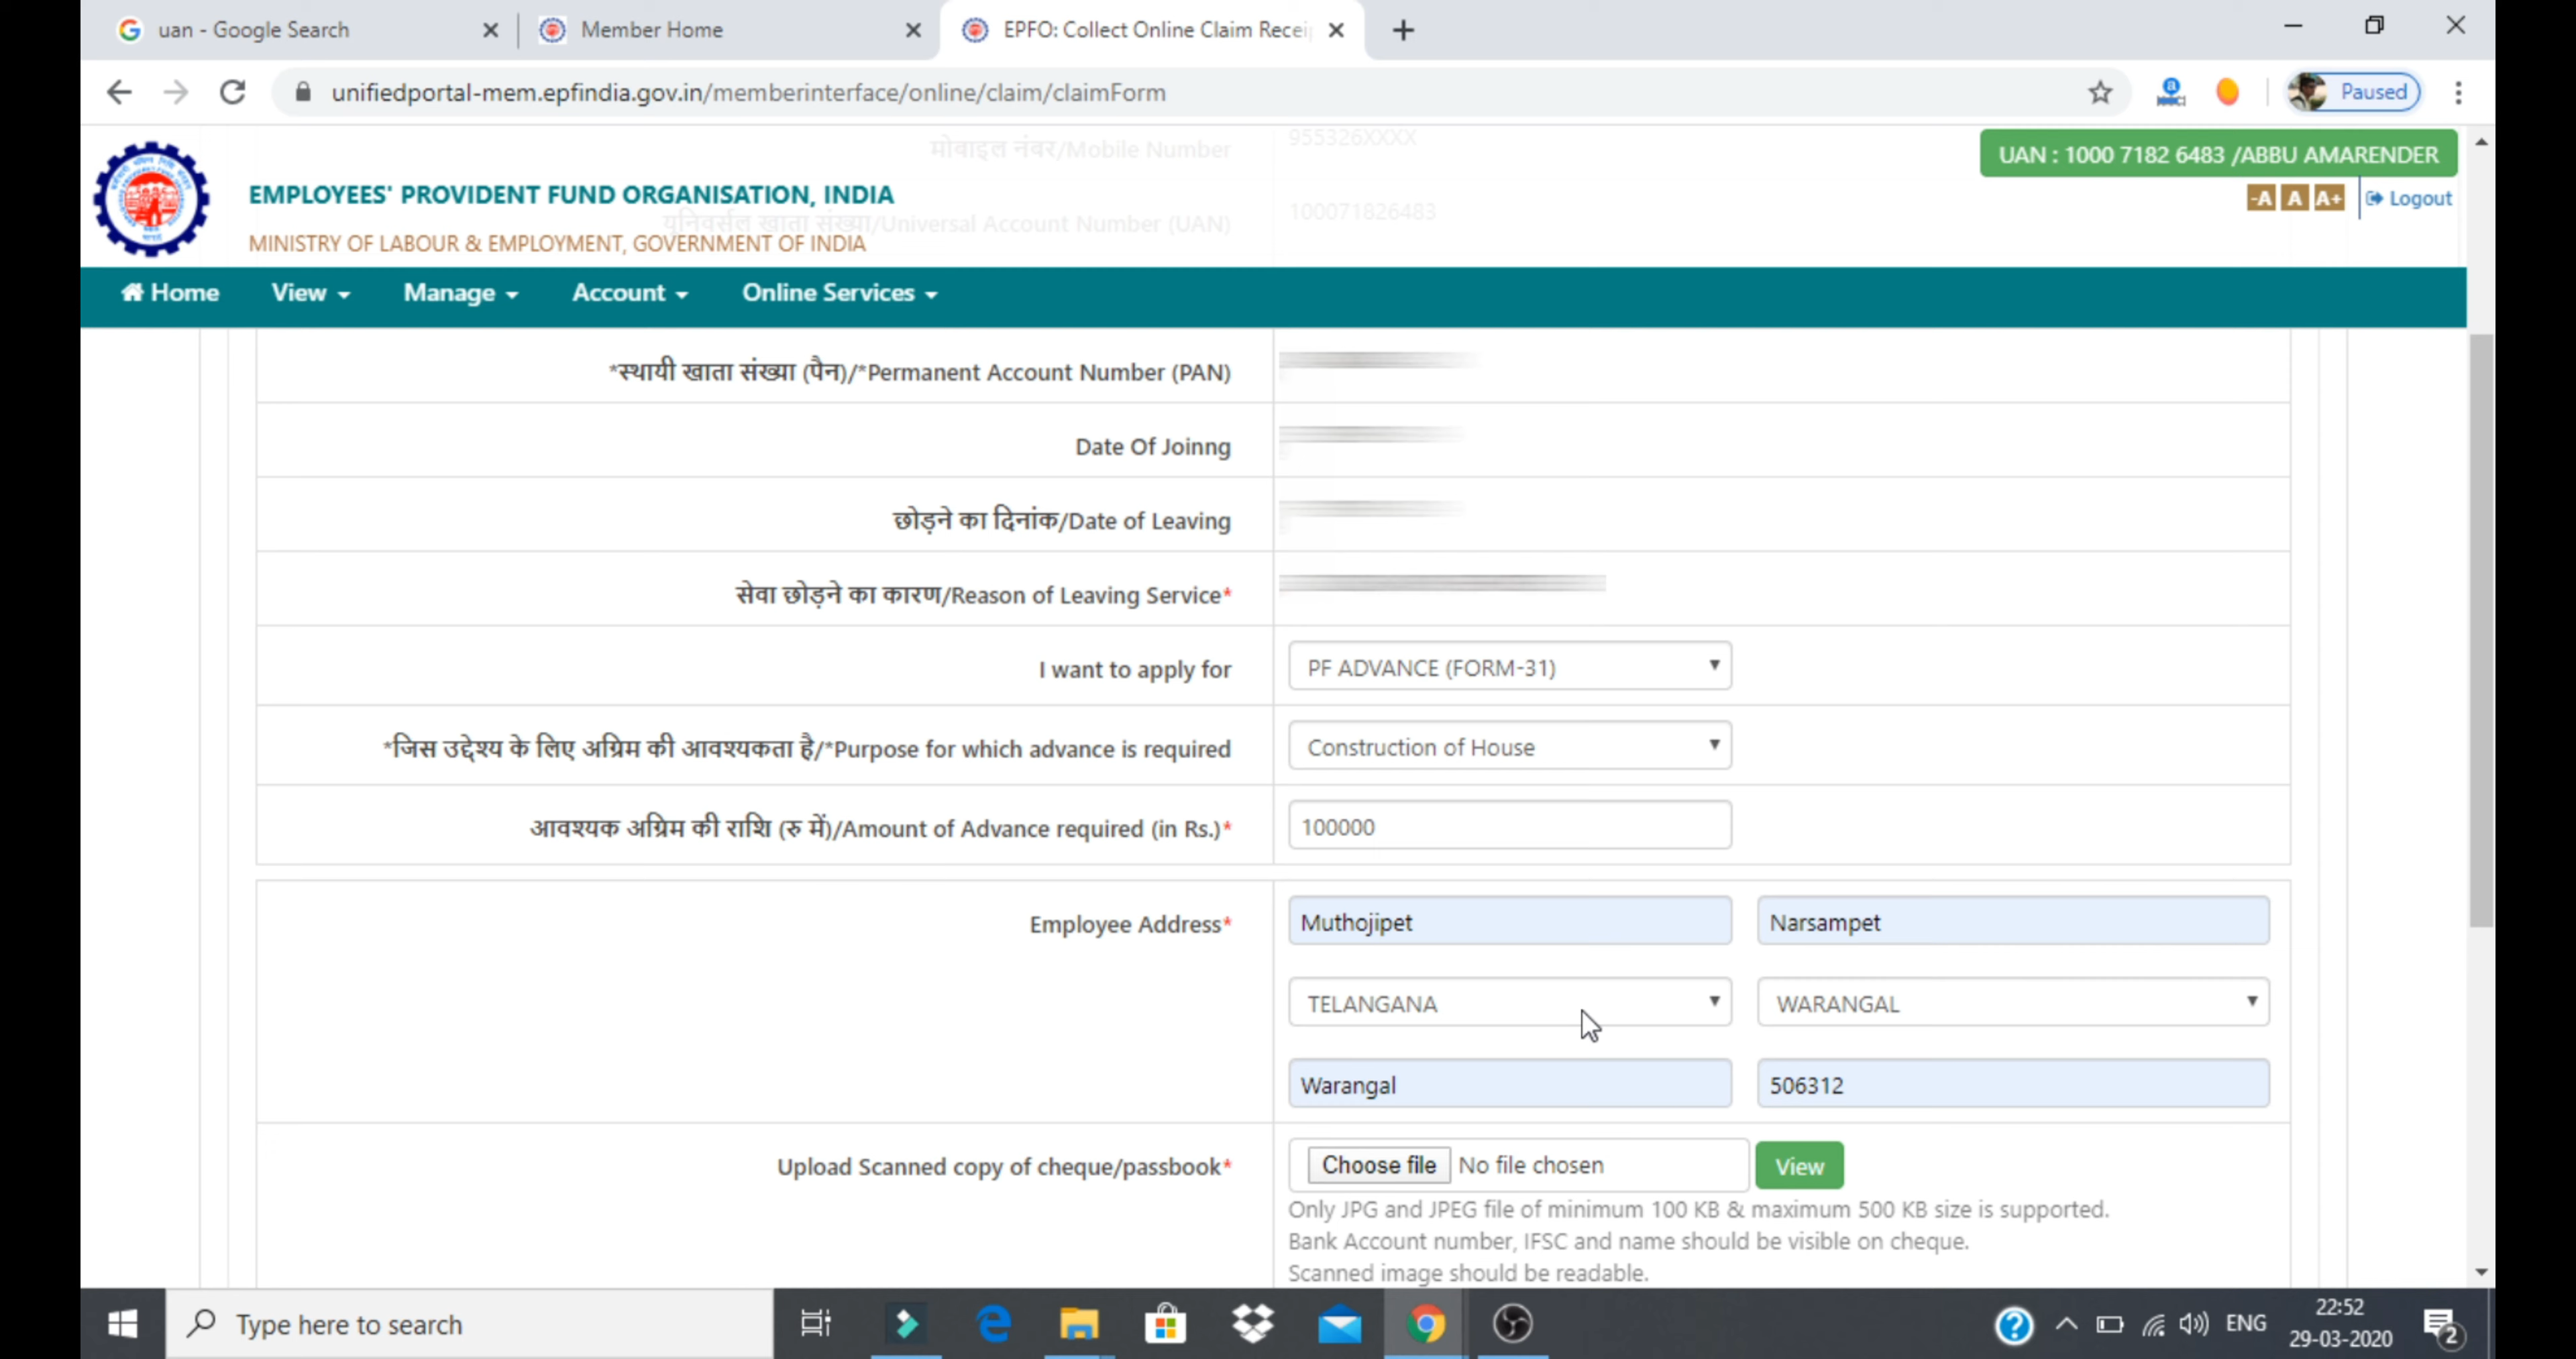 uan - Google Search
Member Home
EPFO: Collect Online Claim Recei
unifiedportal-mem.epfindia.gov.in/memberinterface/online/claim/claimForm
Paused
मोबाइल नंबर/Mobile Number 955326XXXX
UAN : 1000 7182 6483 /ABBU AMARENDER
EMPLOYEES' PROVIDENT FUND ORGANISATION, INDIA
-A A A+ Logout
यूनिवर्सल खाता संख्या/Universal Account Number (UAN) 100071826483
MINISTRY OF LABOUR & EMPLOYMENT, GOVERNMENT OF INDIA
Home View Manage Account Online Services
*स्थायी खाता संख्या (पैन)/*Permanent Account Number (PAN)
Date Of Joinng
छोड़ने का दिनांक/Date of Leaving
सेवा छोड़ने का कारण/Reason of Leaving Service*
I want to apply for PF ADVANCE (FORM-31)
*जिस उद्देश्य के लिए अग्रिम की आवश्यकता है/*Purpose for which advance is required Construction of House
आवश्यक अग्रिम की राशि (रु में)/Amount of Advance required (in Rs.)* 100000
Employee Address* Muthojipet Narsampet
TELANGANA WARANGAL
Warangal 506312
Upload Scanned copy of cheque/passbook* Choose file No file chosen View
Only JPG and JPEG file of minimum 100 KB & maximum 500 KB size is supported.
Bank Account number, IFSC and name should be visible on cheque.
Scanned image should be readable.
Type here to search
ENG
22:52
29-03-2020
2